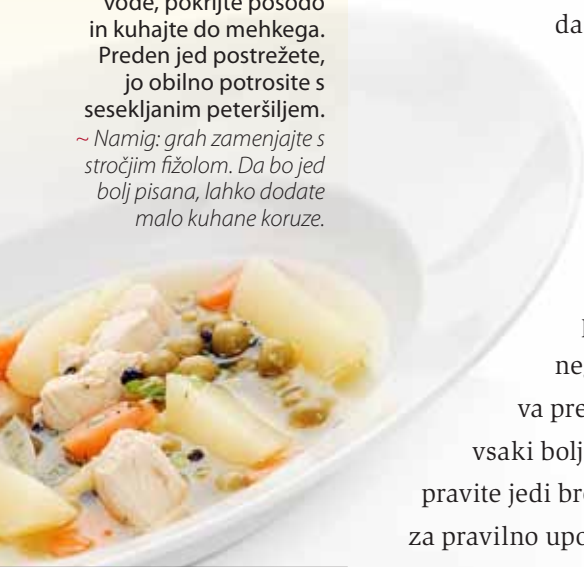 vode, pokrijte posodo
in kuhajte do mehkega.
Preden jed postrežete,
jo obilno potrosite s
sesekljanim peteršiljem.
~ Namig: grah zamenjajte s
stročjim fižolom. Da bo jed
bolj pisana, lahko dodate
malo kuhane koruze.
da
va pre
vsaki bolj
pravite jedi bre
za pravilno upo